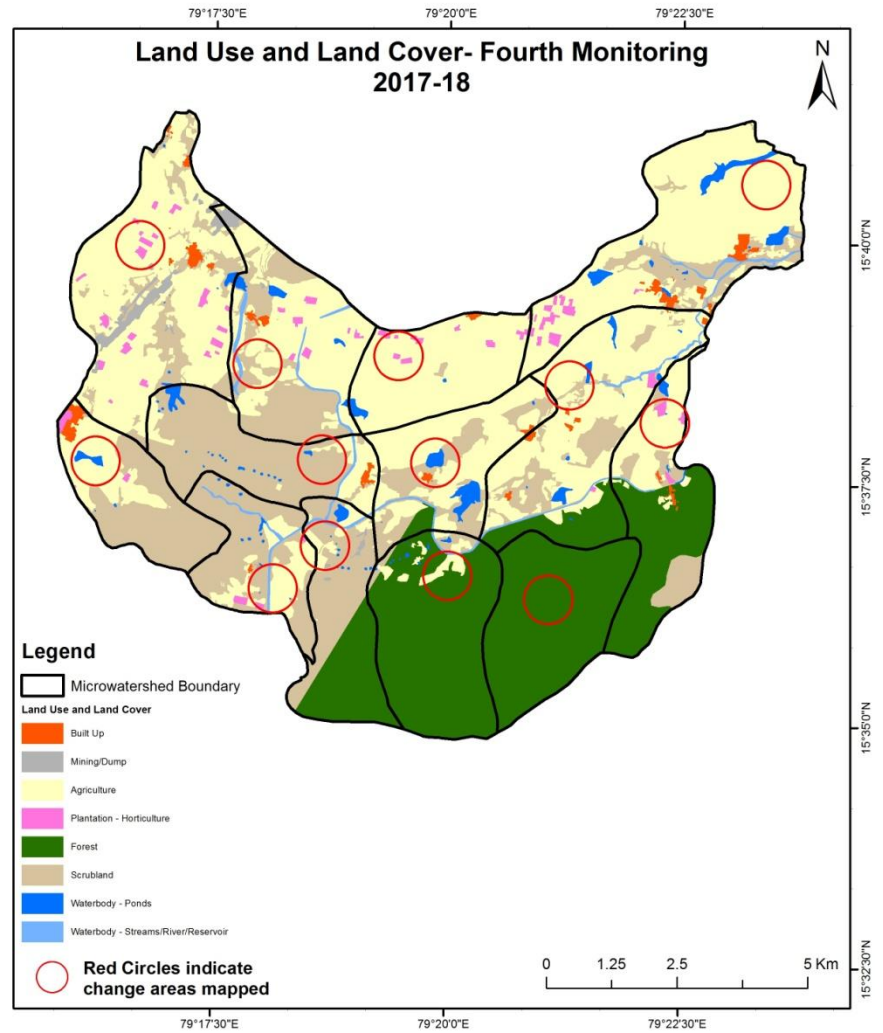 79°17'30"E 79°20'0"E 79°22'30"E
Land Use and Land Cover- Fourth Monitoring
2017-18
N
15°40'0"N
15°37'30"N
15°35'0"N
15°32'30"N
Legend
Microwatershed Boundary
Land Use and Land Cover
Built Up
Mining/Dump
Agriculture
Plantation - Horticulture
Forest
Scrubland
Waterbody - Ponds
Waterbody - Streams/River/Reservoir
Red Circles indicate
change areas mapped
0 1.25 2.5 5 Km
79°17'30"E 79°20'0"E 79°22'30"E